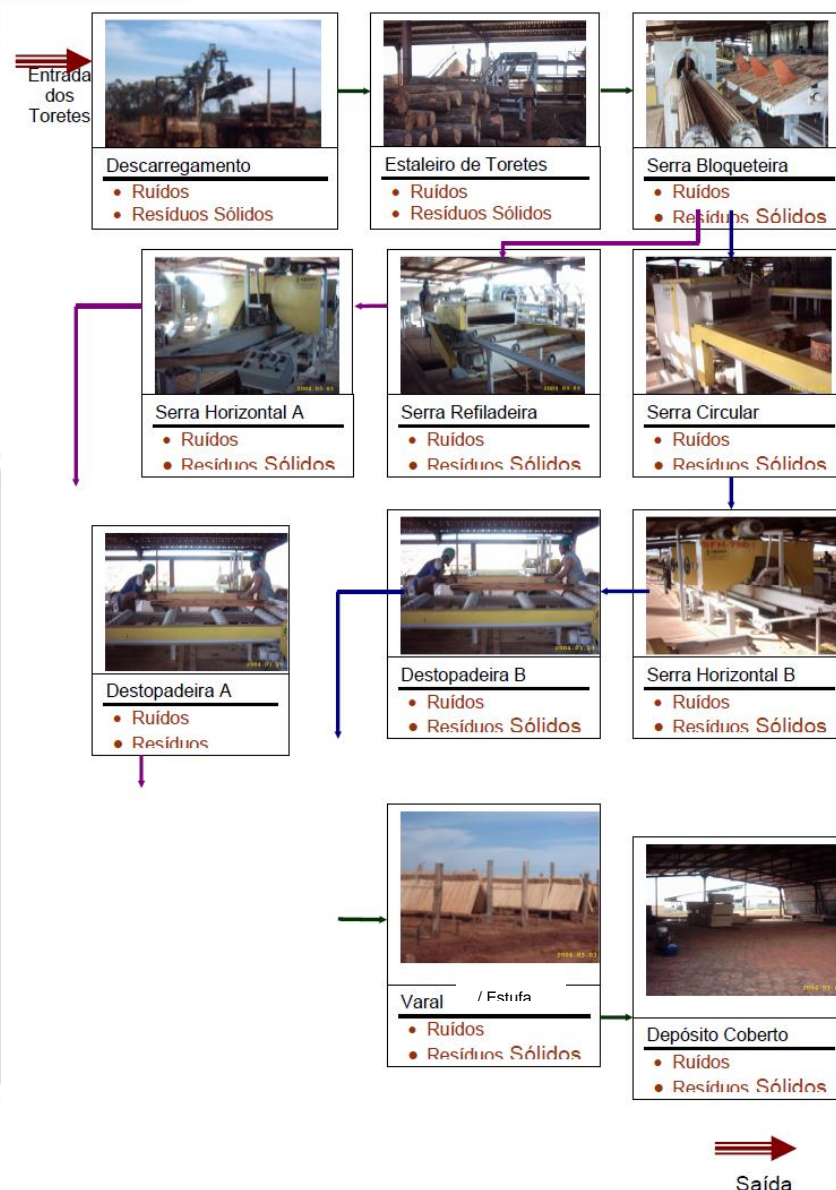 Entrada
dos
Toretes
Descarregamento
• Ruídos
• Resíduos Sólidos
Estaleiro de Toretes
• Ruídos
• Resíduos Sólidos
Serra Bloqueteira
• Ruídos
• Resíduos Sólidos
Serra Horizontal A
• Ruídos
• Resíduos Sólidos
Serra Refiladeira
• Ruídos
• Resíduos Sólidos
Serra Circular
• Ruídos
• Resíduos Sólidos
Destopadeira A
• Ruídos
• Resíduos
Destopadeira B
• Ruídos
• Resíduos Sólidos
Serra Horizontal B
• Ruídos
• Resíduos Sólidos
Varal / Estufa
• Ruídos
• Resíduos Sólidos
Depósito Coberto
• Ruídos
• Resíduos Sólidos
Saída